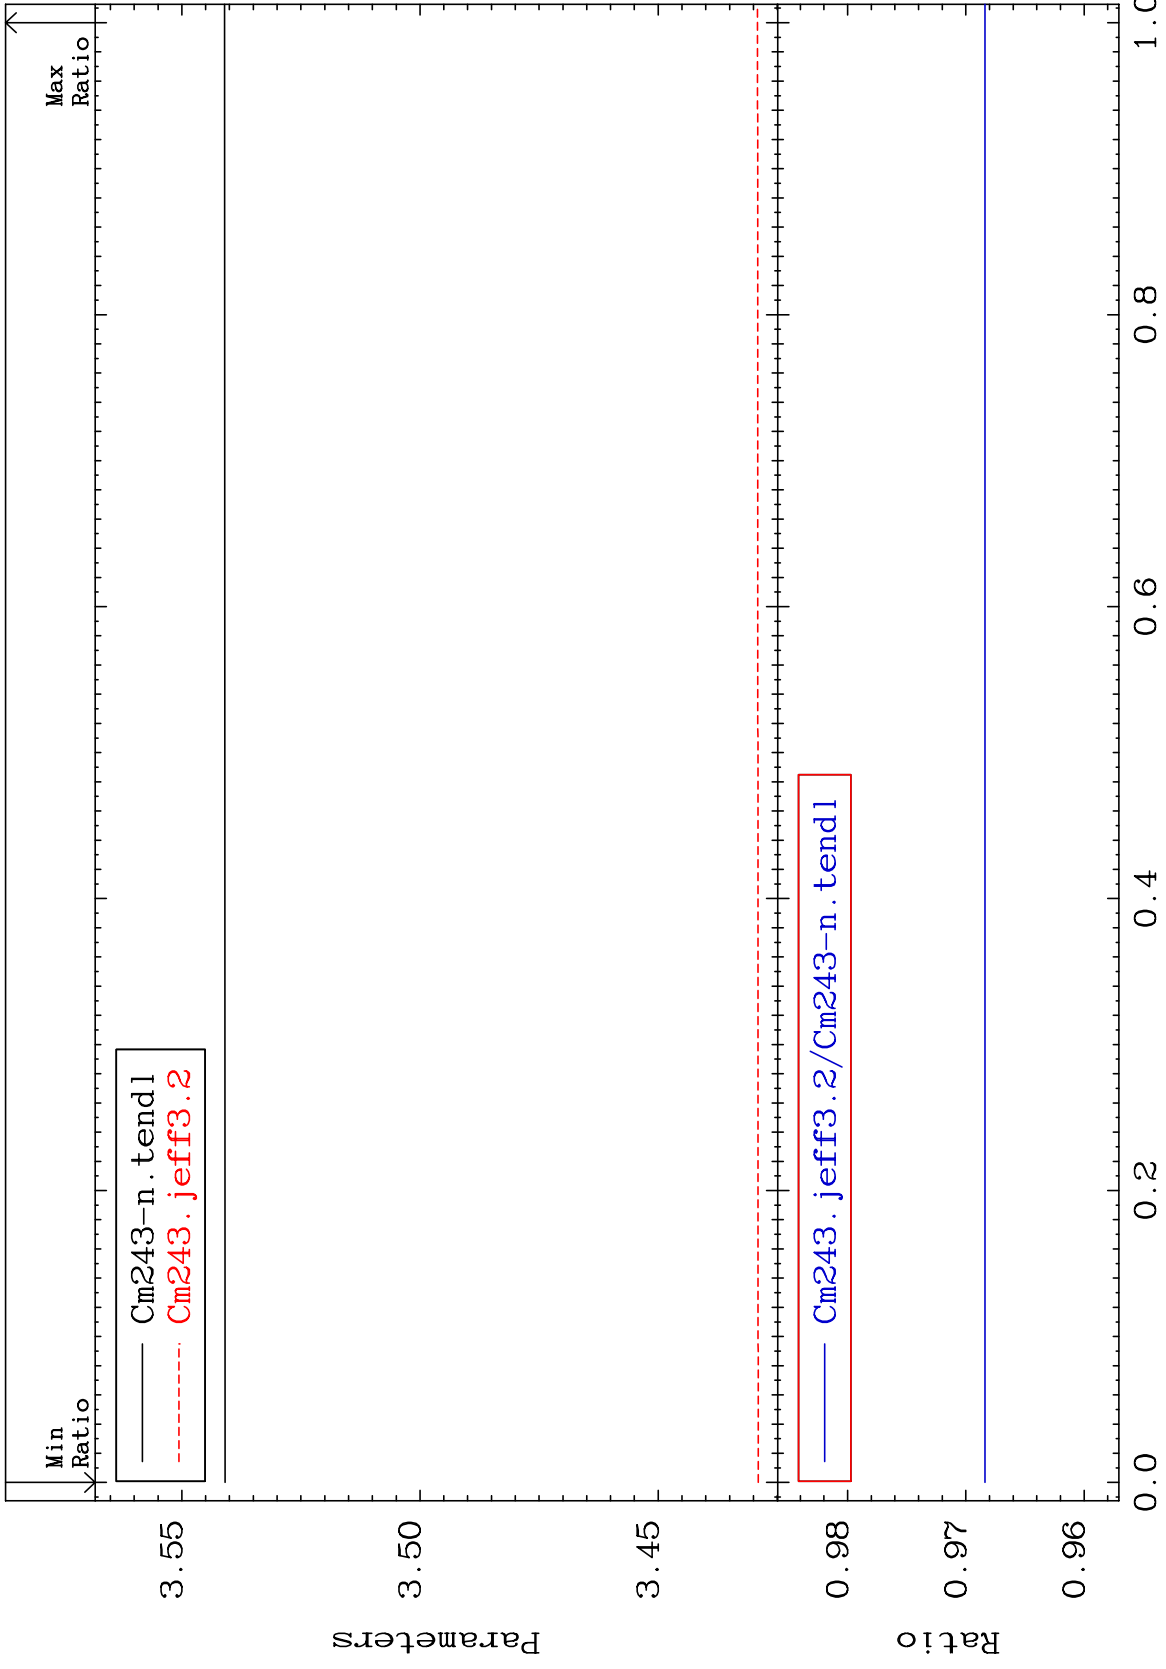 Min
Ratio
Max
Ratio
Cm243-n.tendl
Cm243.jeff3.2
3.55
3.50
3.45
Parameters
Cm243.jeff3.2/Cm243-n.tendl
0.98
0.97
0.96
Ratio
0.0
0.2
0.4
0.6
0.8
1.0